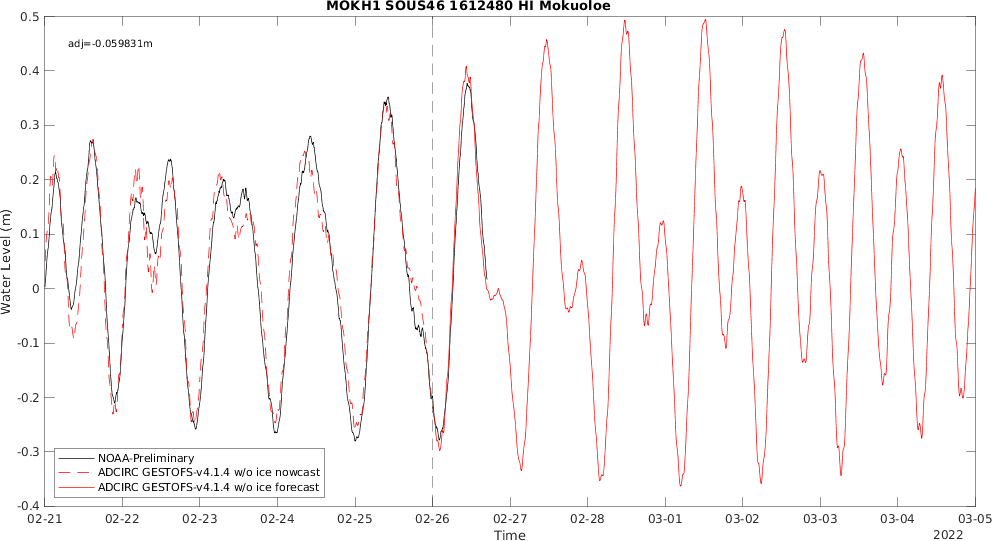 MOKH1 SOUS46 1612480 HI Mokuoloe
adj=-0.059831m
0.5
0.4
0.3
0.2
0.1
0
-0.1
-0.2
-0.3
-0.4
Water Level (m)
NOAA-Preliminary
ADCIRC GESTOFS-v4.1.4 w/o ice nowcast
ADCIRC GESTOFS-v4.1.4 w/o ice forecast
02-21 02-22 02-23 02-24 02-25 02-26 02-27 02-28 03-01 03-02 03-03 03-04 03-05
Time
2022